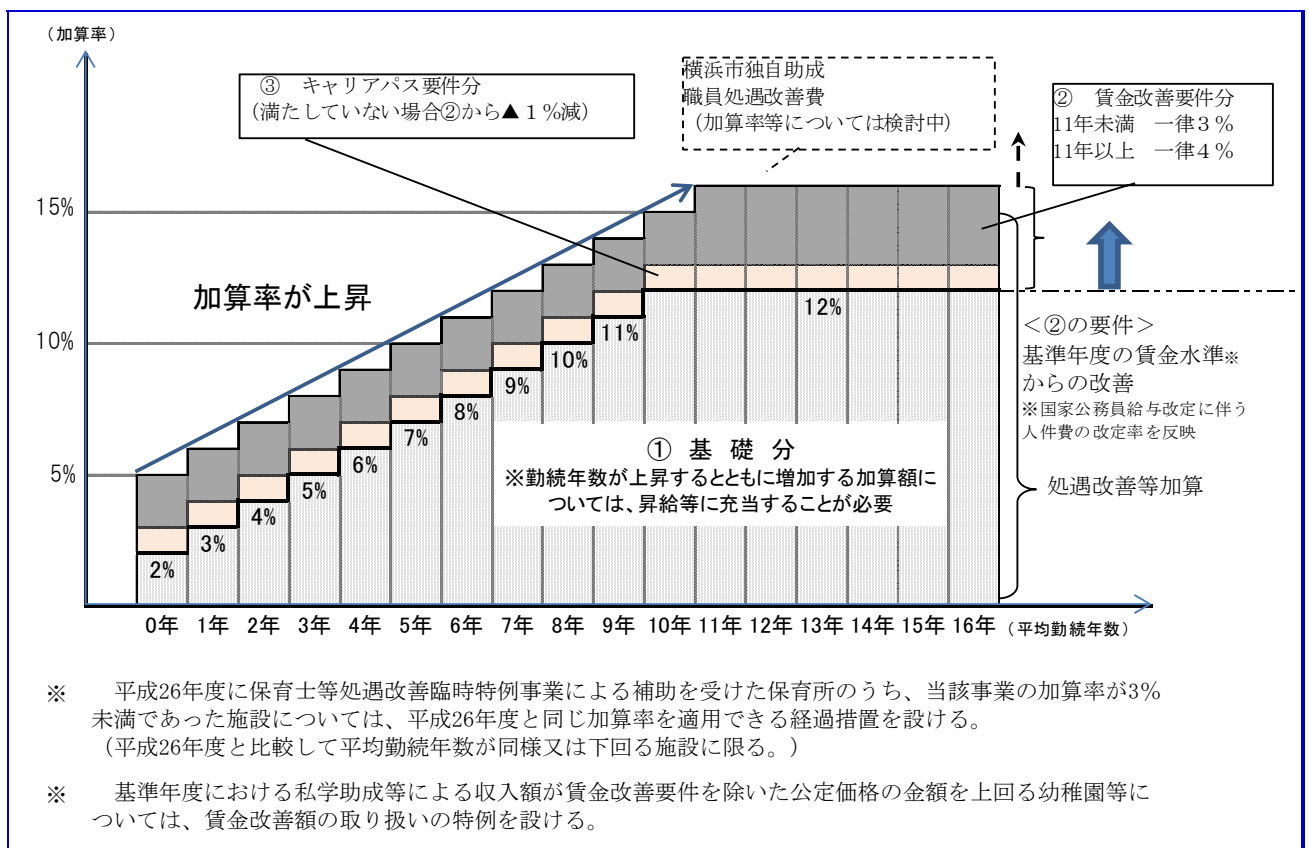 (加算率)
③　キャリアパス要件分
(満たしていない場合②から▲１%減)
横浜市独自助成
職員処遇改善費
(加算率等については検討中)
②　賃金改善要件分
11年未満　一律３％
11年以上　一律４％
15%
10%
5%
加算率が上昇
2%
3%
4%
5%
6%
7%
8%
9%
10%
11%
12%
① 基 礎 分
※勤続年数が上昇するとともに増加する加算額に
ついては、昇給等に充当することが必要
＜②の要件＞
基準年度の賃金水準※
からの改善
※国家公務員給与改定に伴う
人件費の改定率を反映
処遇改善等加算
0年 1年 2年 3年 4年 5年 6年 7年 8年 9年 10年 11年 12年 13年 14年 15年 16年 (平均勤続年数)
※　平成26年度に保育士等処遇改善臨時特例事業による補助を受けた保育所のうち、当該事業の加算率が3%
未満であった施設については、平成26年度と同じ加算率を適用できる経過措置を設ける。
（平成26年度と比較して平均勤続年数が同様又は下回る施設に限る。）
※　基準年度における私学助成等による収入額が賃金改善要件を除いた公定価格の金額を上回る幼稚園等に
ついては、賃金改善額の取り扱いの特例を設ける。